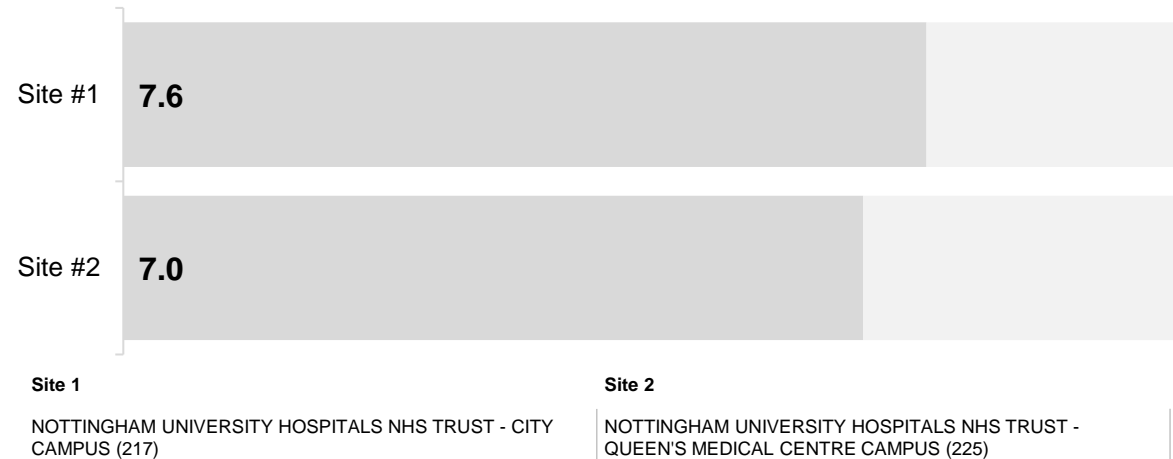 Site #1
7.6
Site #2
7.0
Site 1
NOTTINGHAM UNIVERSITY HOSPITALS NHS TRUST - CITY
CAMPUS (217)
Site 2
NOTTINGHAM UNIVERSITY HOSPITALS NHS TRUST -
QUEEN'S MEDICAL CENTRE CAMPUS (225)